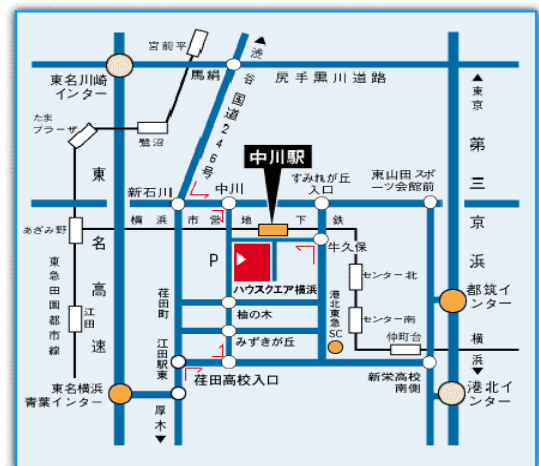 宮前平
渋谷
東名川崎
インター
馬絹
尻手黒川道路
国道246号
東京
たま
プラーザ
鷺沼
第三京浜
中川駅
東名高速
新石川
中川
すみれが丘
入口
東山田スポ
ーツ会館前
あざみ野
横浜市営地下鉄
牛久保
P
センター北
東急田園都市線
ハウスクエア横浜
荏田町
柚の木
港北東急
SC
都筑イ
ンター
江田
センター南
江田駅東
みずきが丘
仲町台
横浜
荏田高校入口
新栄高校
南側
東名横浜
青葉インター
港北イ
ンター
厚木